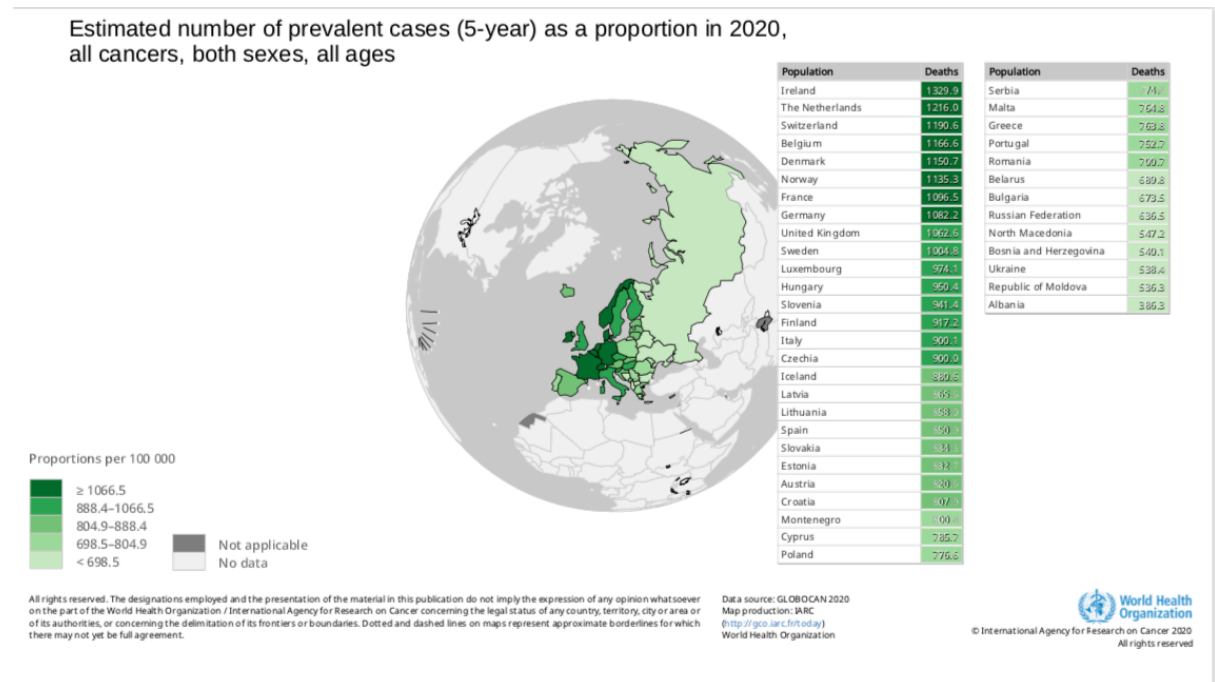 Estimated number of prevalent cases (5-year) as a proportion in 2020,
all cancers, both sexes, all ages
Population Deaths
Ireland 1329.9
The Netherlands 1216.0
Switzerland 1190.6
Belgium 1166.6
Denmark 1150.7
Norway 1135.3
France 1096.5
Germany 1082.2
United Kingdom 1062.6
Sweden 1004.8
Luxembourg 974.1
Hungary 950.4
Slovenia 941.4
Finland 917.2
Italy 900.1
Czechia 900.0
Iceland 880.6
Latvia
Lithuania
Spain
Slovakia
Estonia
Austria
Croatia
Montenegro
Cyprus 785.7
Poland 776.6
Population Deaths
Serbia
Malta 764.8
Greece 763.8
Portugal 752.7
Romania
Belarus 689.8
Bulgaria 673.5
Russian Federation 636.5
North Macedonia 547.2
Bosnia and Herzegovina 540.1
Ukraine 538.4
Republic of Moldova 536.3
Albania 386.3
Proportions per 100 000
≥ 1066.5
888.4–1066.5
804.9–888.4
698.5–804.9
< 698.5
Not applicable
No data
All rights reserved. The designations employed and the presentation of the material in this publication do not imply the expression of any opinion whatsoever
on the part of the World Health Organization / International Agency for Research on Cancer concerning the legal status of any country, territory, city or area or
of its authorities, or concerning the delimitation of its frontiers or boundaries. Dotted and dashed lines on maps represent approximate borderlines for which
there may not yet be full agreement.
Data source: GLOBOCAN 2020
Map production: IARC
(http://gco.iarc.fr/today)
World Health Organization
World Health
Organization
© International Agency for Research on Cancer 2020
All rights reserved